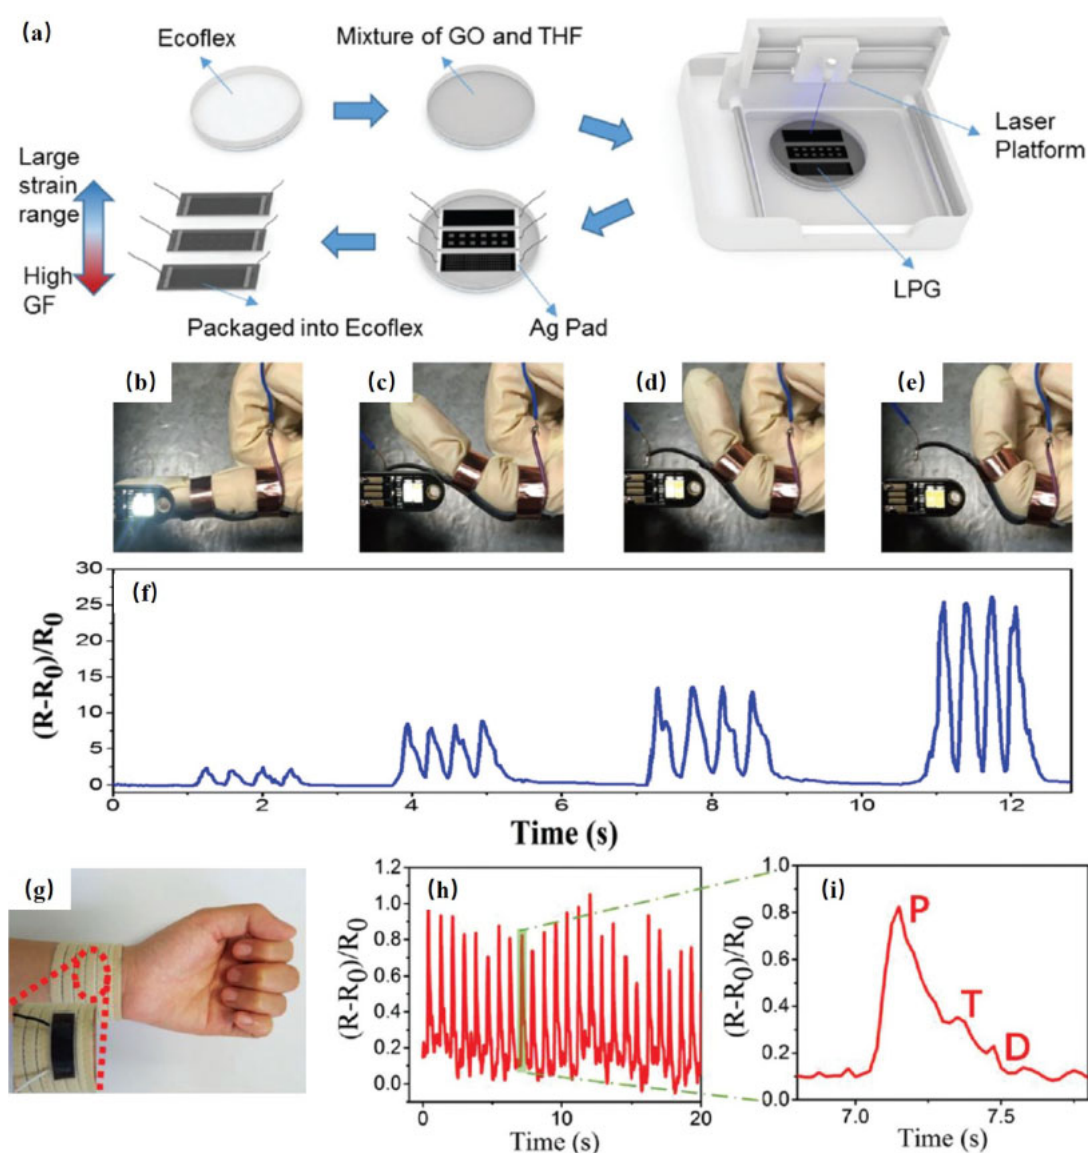 (a)
Ecoflex
Mixture of GO and THF
Laser
Platform
LPG
Large
strain
range
High
GF
Packaged into Ecoflex
Ag Pad
(b)
(c)
(d)
(e)
(f)
(R-R0)/R0
30
25
20
15
10
5
0
0
2
4
6
8
10
12
Time (s)
(g)
(h)
(R-R0)/R0
1.2
1.0
0.8
0.6
0.4
0.2
0.0
0
10
20
Time (s)
(i)
(R-R0)/R0
1.0
0.8
0.6
0.4
0.2
0.0
P
T
D
7.0
7.5
Time (s)